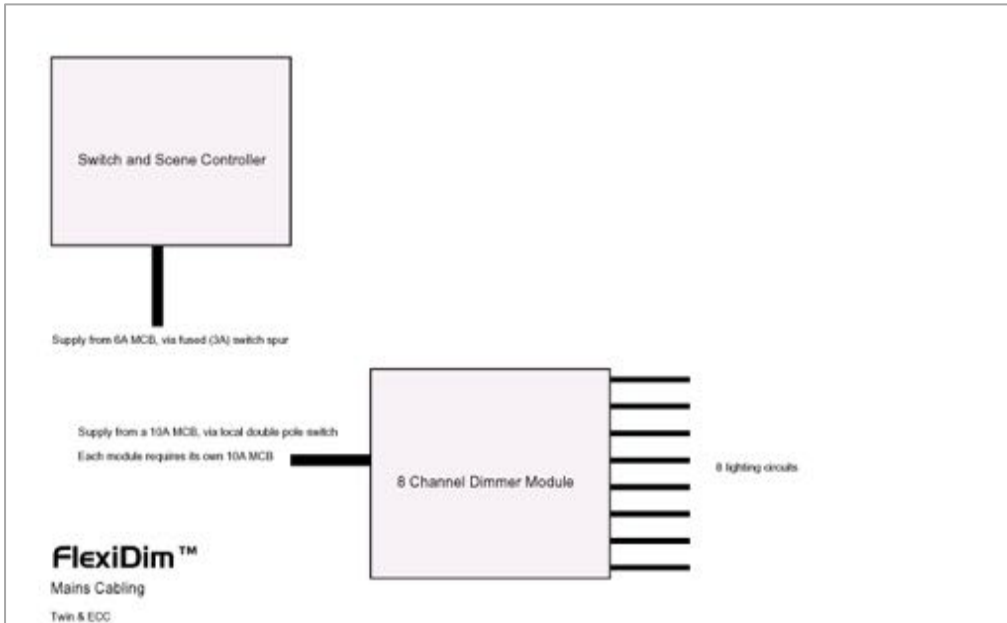 Switch and Scene Controller
Supply from 6A MCB, via fused (3A) switch spur
Supply from a 10A MCB, via local double pole switch
Each module requires its own 10A MCB
8 Channel Dimmer Module
8 lighting circuits
FlexiDim™
Mains Cabling
Twin & ECC